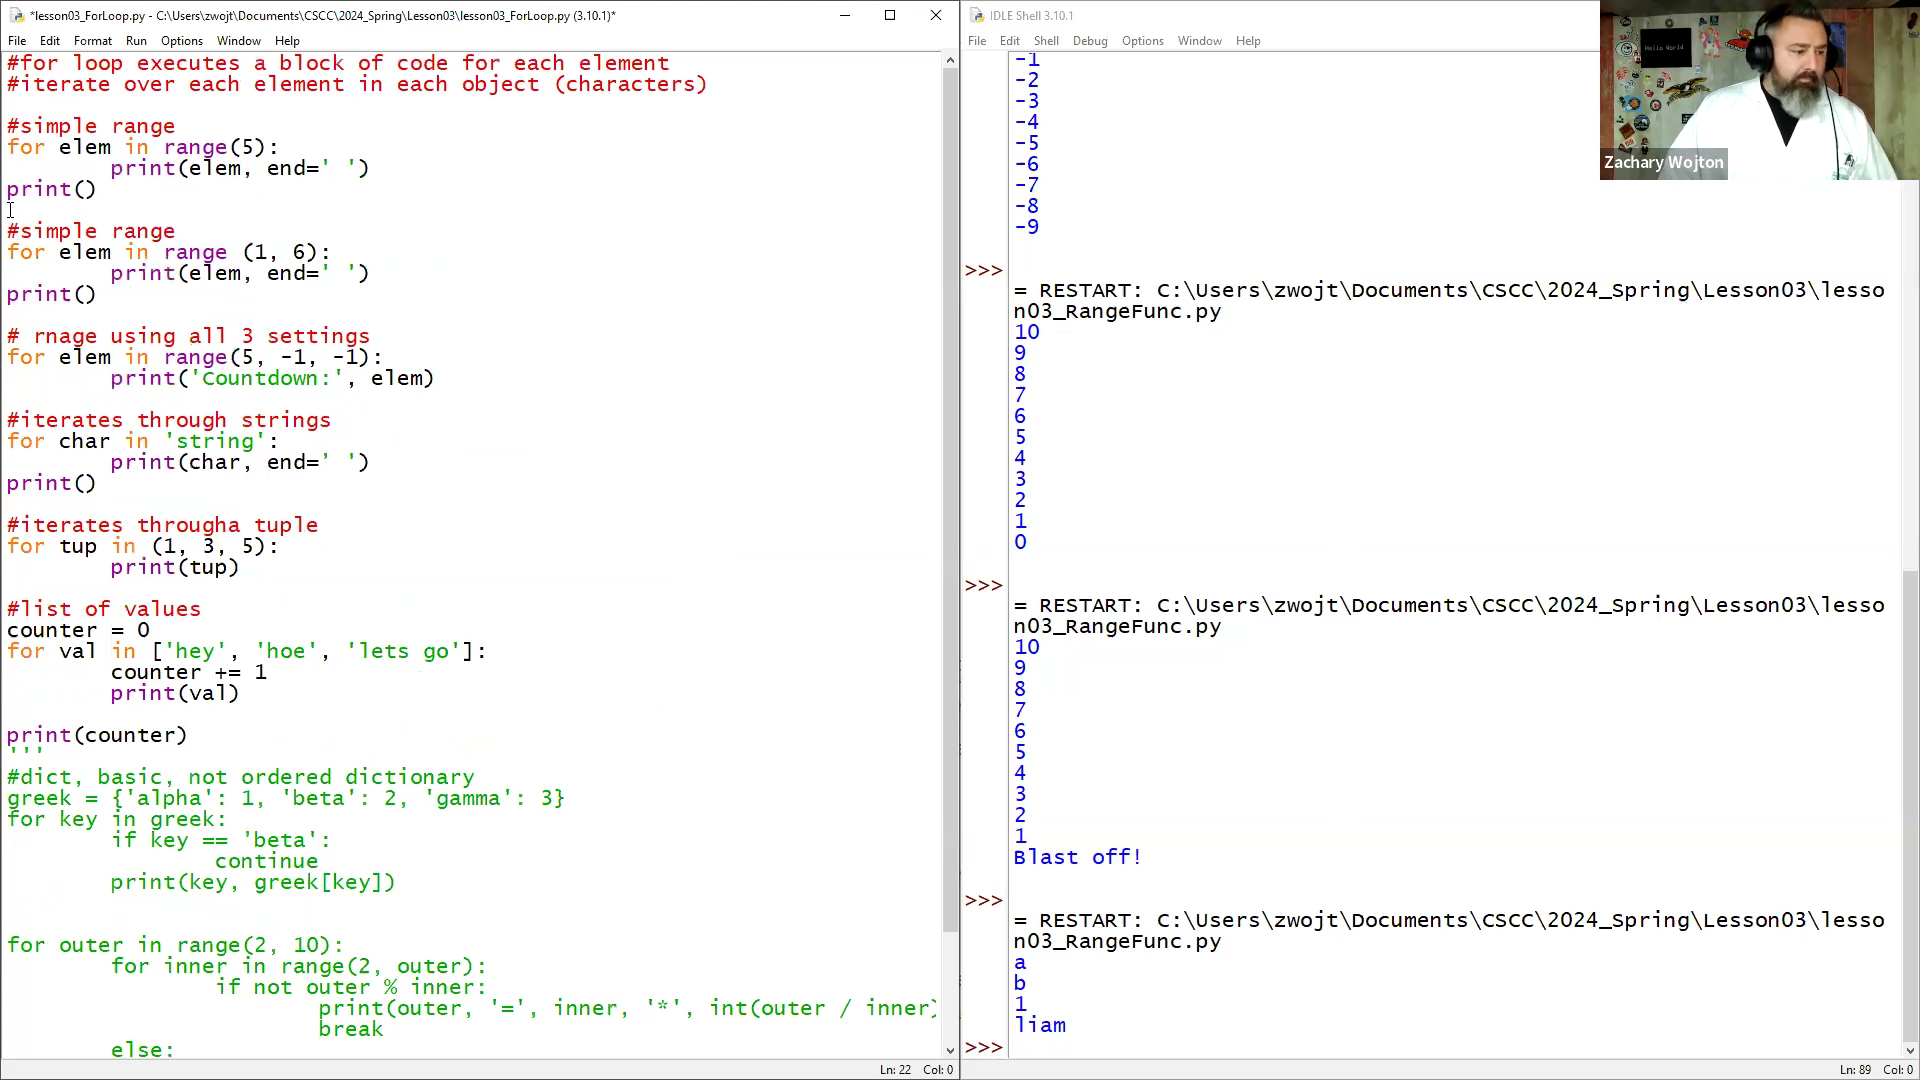 *lesson03_ForLoop.py - C:\Users\zwojt\Documents\CSCC\2024_Spring\Lesson03\lesson03_ForLoop.py (3.10.1)*
File Edit Format Run Options Window Help
#for loop executes a block of code for each element
#iterate over each element in each object (characters)
#simple range
for elem in range(5):
print(elem, end=' ')
print()
#simple range
for elem in range (1, 6):
print(elem, end=' ')
print()
# rnage using all 3 settings
for elem in range(5, -1, -1):
print('Countdown:', elem)
#iterates through strings
for char in 'string':
print(char, end=' ')
print()
#iterates througha tuple
for tup in (1, 3, 5):
print(tup)
#list of values
counter = 0
for val in ['hey', 'hoe', 'lets go']:
counter += 1
print(val)
print(counter)
'''
#dict, basic, not ordered dictionary
greek = {'alpha': 1, 'beta': 2, 'gamma': 3}
for key in greek:
if key == 'beta':
continue
print(key, greek[key])
for outer in range(2, 10):
for inner in range(2, outer):
if not outer % inner:
print(outer, '=', inner, '*', int(outer / inner)
break
else:
Ln: 22 Col: 0
IDLE Shell 3.10.1
File Edit Shell Debug Options Window Help
-1
-2
-3
-4
-5
-6
-7
-8
-9
>>>
= RESTART: C:\Users\zwojt\Documents\CSCC\2024_Spring\Lesson03\lesso
n03_RangeFunc.py
10
9
8
7
6
5
4
3
2
1
0
>>>
= RESTART: C:\Users\zwojt\Documents\CSCC\2024_Spring\Lesson03\lesso
n03_RangeFunc.py
10
9
8
7
6
5
4
3
2
1
Blast off!
>>>
= RESTART: C:\Users\zwojt\Documents\CSCC\2024_Spring\Lesson03\lesso
n03_RangeFunc.py
a
b
1
liam
>>>
Ln: 89 Col: 0
Hello World
Zachary Wojton